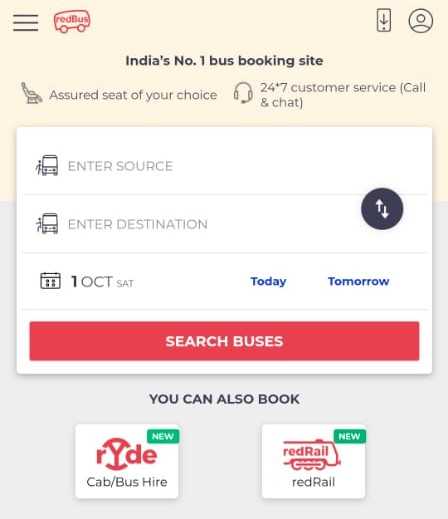 redBus
India's No. 1 bus booking site
Assured seat of your choice
24*7 customer service (Call
& chat)
ENTER SOURCE
ENTER DESTINATION
1 OCT SAT
Today
Tomorrow
SEARCH BUSES
YOU CAN ALSO BOOK
NEW
rYde
Cab/Bus Hire
NEW
redRail
redRail